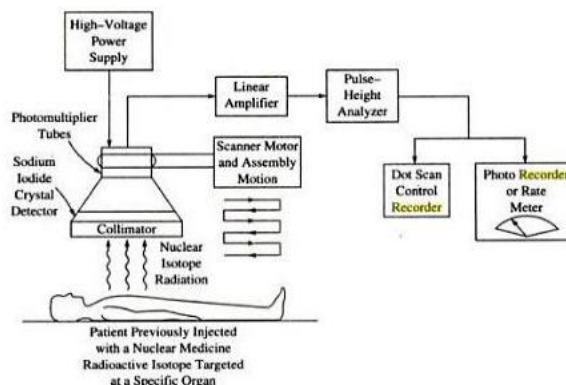 High–Voltage
Power
Supply
Linear
Amplifier
Pulse–
Height
Analyzer
Photomultiplier
Tubes
Scanner Motor
and Assembly
Motion
Sodium
Iodide
Crystal
Detector
Dot Scan
Control
Recorder
Photo Recorder
or Rate
Meter
Collimator
Nuclear
Isotope
Radiation
Patient Previously Injected
with a Nuclear Medicine
Radioactive Isotope Targeted
at a Specific Organ